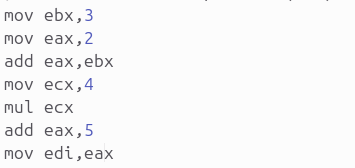 mov ebx,3
mov eax,2
add eax,ebx
mov ecx,4
mul ecx
add eax,5
mov edi,eax